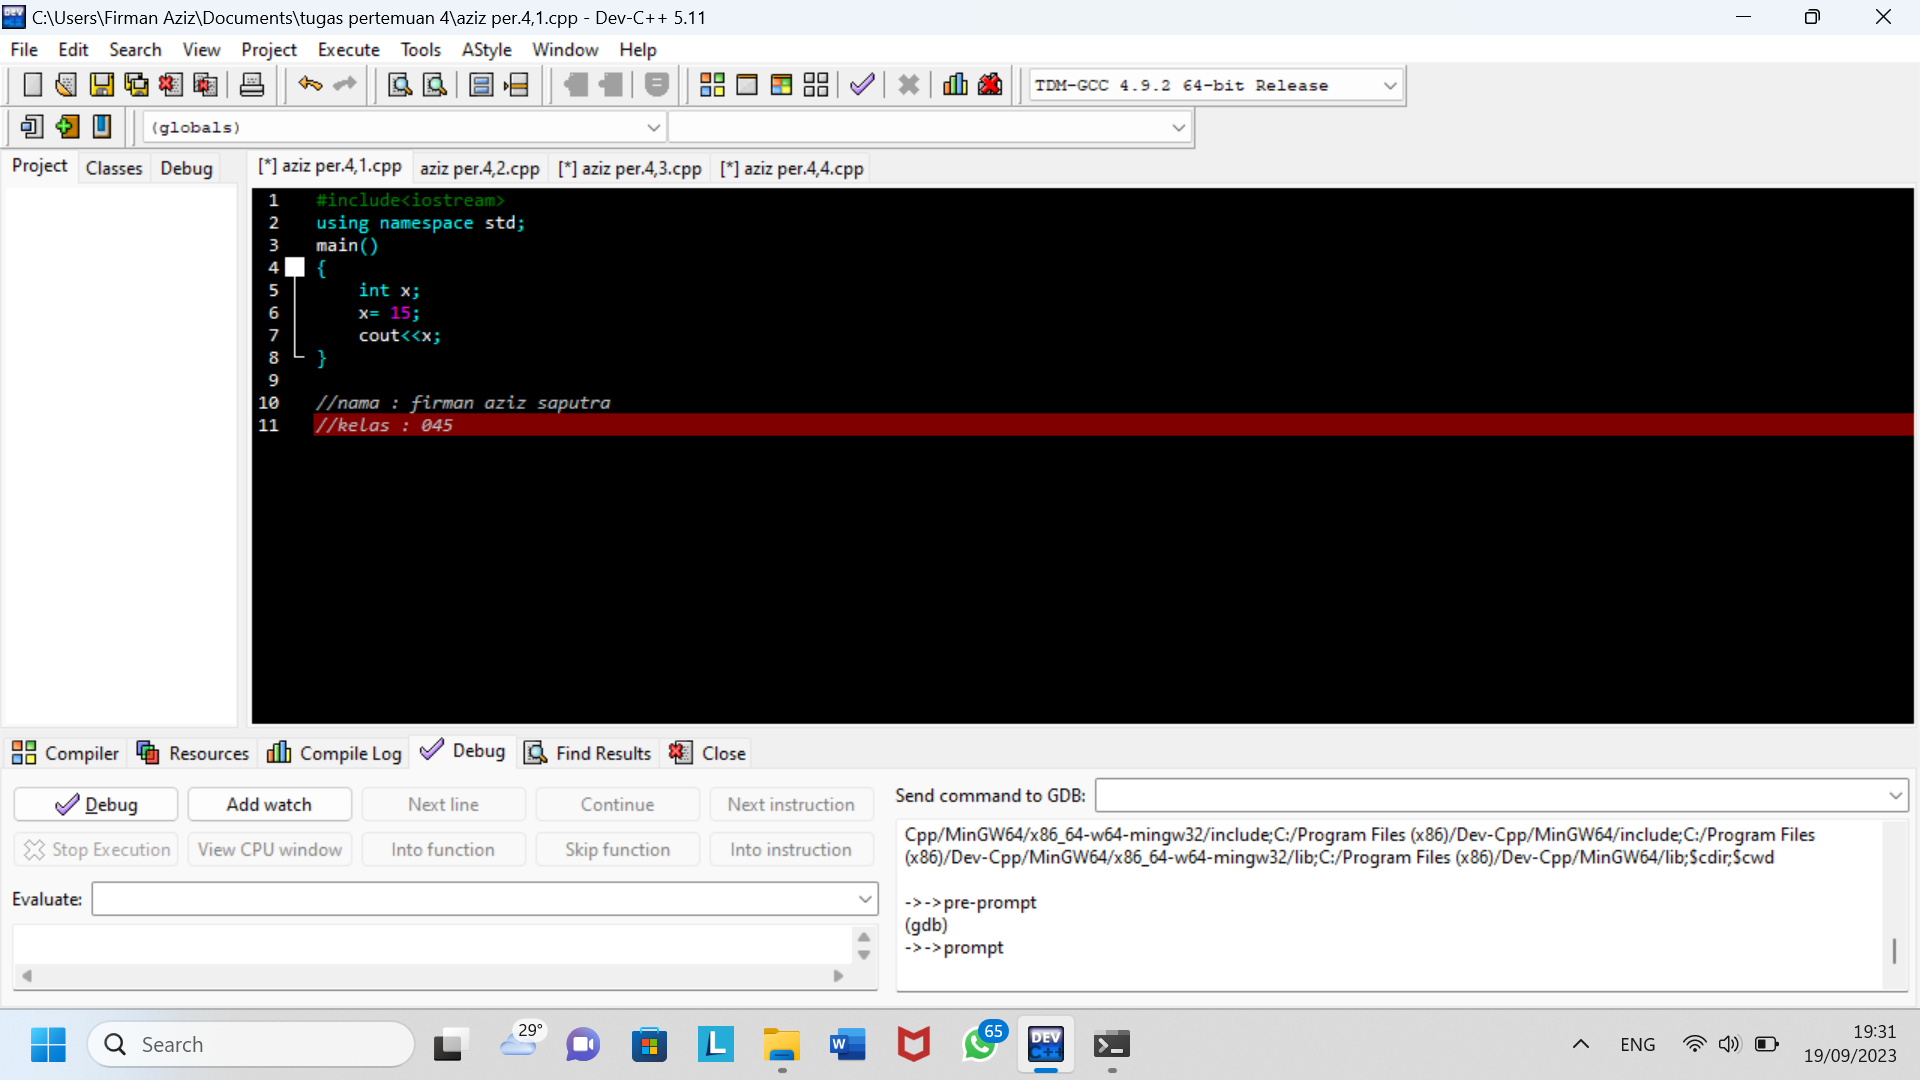 C:\Users\Firman Aziz\Documents\tugas pertemuan 4\aziz per.4,1.cpp - Dev-C++ 5.11
File Edit Search View Project Execute Tools AStyle Window Help
TDM-GCC 4.9.2 64-bit Release
(globals)
Project Classes Debug
[*] aziz per.4,1.cpp aziz per.4,2.cpp [*] aziz per.4,3.cpp [*] aziz per.4,4.cpp
1 #include<iostream>
2 using namespace std;
3 main()
4 {
5 int x;
6 x= 15;
7 cout<<x;
8 }
9
10 //nama : firman aziz saputra
11 //kelas : 045
Compiler Resources Compile Log Debug Find Results Close
Debug Add watch Next line Continue Next instruction
Stop Execution View CPU window Into function Skip function Into instruction
Evaluate:
Send command to GDB:
Cpp/MinGW64/x86_64-w64-mingw32/include;C:/Program Files (x86)/Dev-Cpp/MinGW64/include;C:/Program Files
(x86)/Dev-Cpp/MinGW64/x86_64-w64-mingw32/lib;C:/Program Files (x86)/Dev-Cpp/MinGW64/lib;$cdir;$cwd
->->pre-prompt
(gdb)
->->prompt
Search
29°
L
W
65
DEV
C++
ENG
19:31
19/09/2023